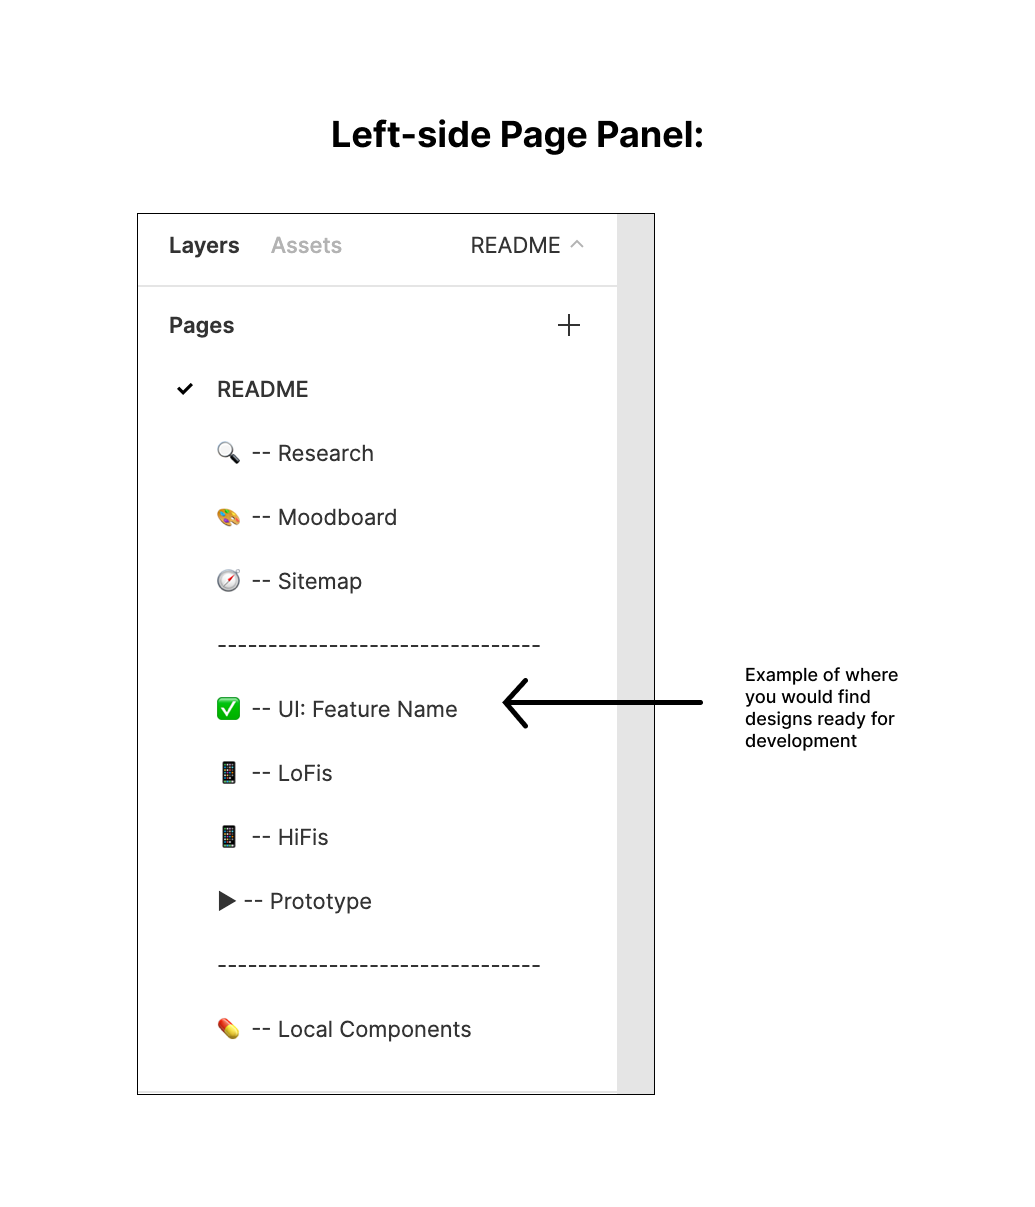 Left-side Page Panel:
Layers Assets README
Pages
README
-- Research
-- Moodboard
-- Sitemap
--------------------------------
-- UI: Feature Name
Example of where
you would find
designs ready for
development
-- LoFis
-- HiFis
-- Prototype
--------------------------------
-- Local Components